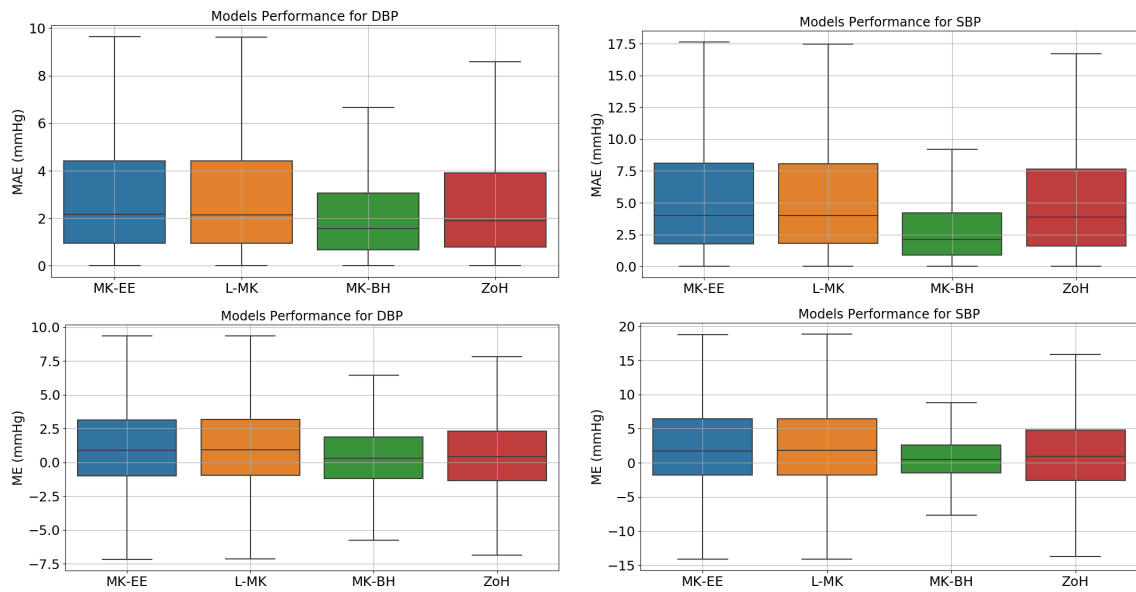 Models Performance for DBP
MAE (mmHg)
10
8
6
4
2
0
MK-EE L-MK MK-BH ZoH
Models Performance for SBP
MAE (mmHg)
17.5
15.0
12.5
10.0
7.5
5.0
2.5
0.0
MK-EE L-MK MK-BH ZoH
Models Performance for DBP
ME (mmHg)
10.0
7.5
5.0
2.5
0.0
−2.5
−5.0
−7.5
MK-EE L-MK MK-BH ZoH
Models Performance for SBP
ME (mmHg)
20
15
10
5
0
−5
−10
−15
MK-EE L-MK MK-BH ZoH